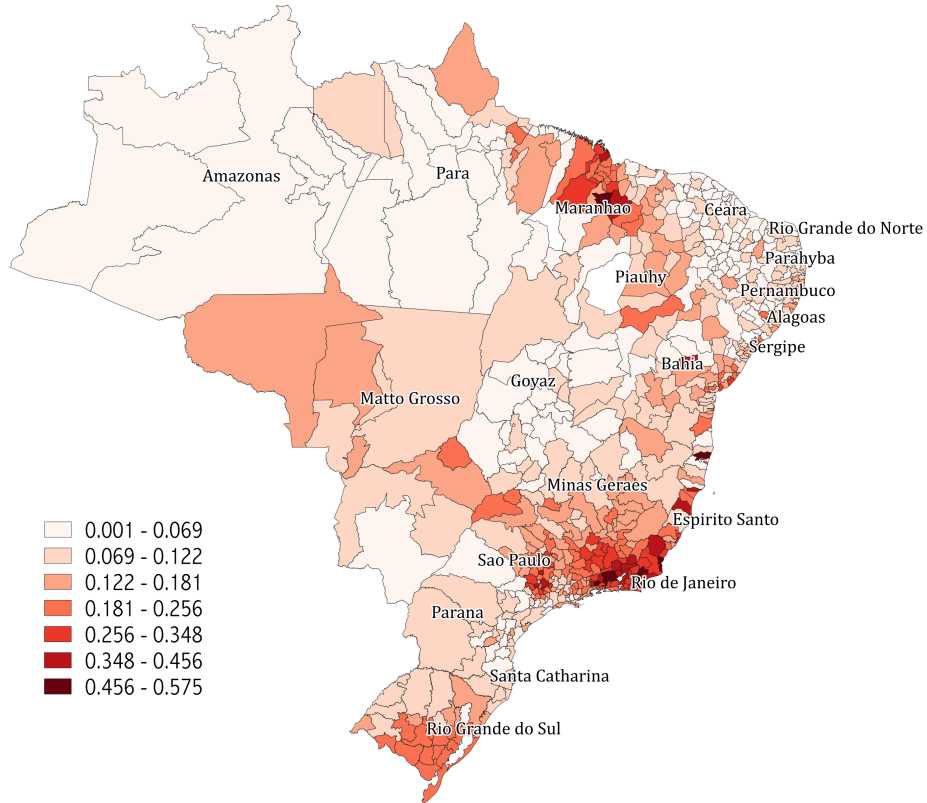 Amazonas
Para
Maranhao
Ceara
Rio Grande do Norte
Parahyba
Piauhy
Pernambuco
Alagoas
Sergipe
Bahia
Goyaz
Matto Grosso
Minas Geraes
Espirito Santo
Sao Paulo
Rio de Janeiro
Parana
Santa Catharina
Rio Grande do Sul
0.001 - 0.069
0.069 - 0.122
0.122 - 0.181
0.181 - 0.256
0.256 - 0.348
0.348 - 0.456
0.456 - 0.575